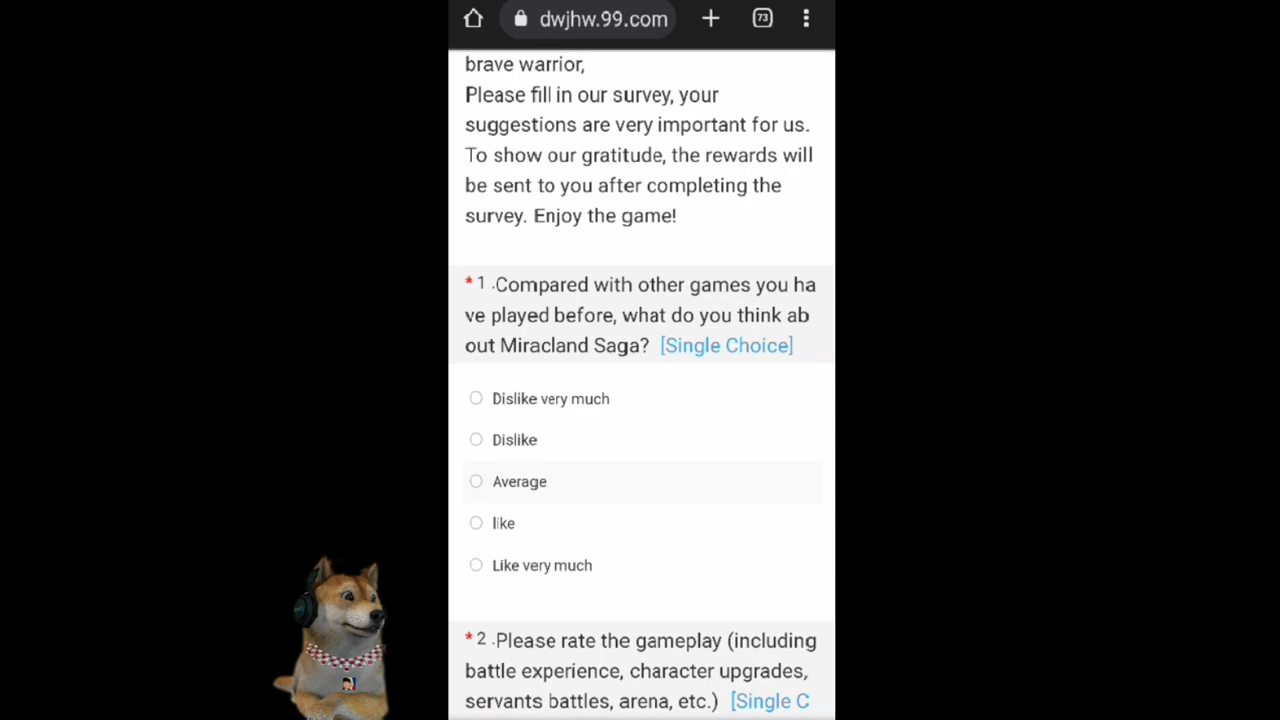 dwjhw.99.com
73
brave warrior,
Please fill in our survey, your
suggestions are very important for us.
To show our gratitude, the rewards will
be sent to you after completing the
survey. Enjoy the game!
* 1 .Compared with other games you ha
ve played before, what do you think ab
out Miracland Saga? [Single Choice]
Dislike very much
Dislike
Average
like
Like very much
* 2 .Please rate the gameplay (including
battle experience, character upgrades,
servants battles, arena, etc.) [Single C